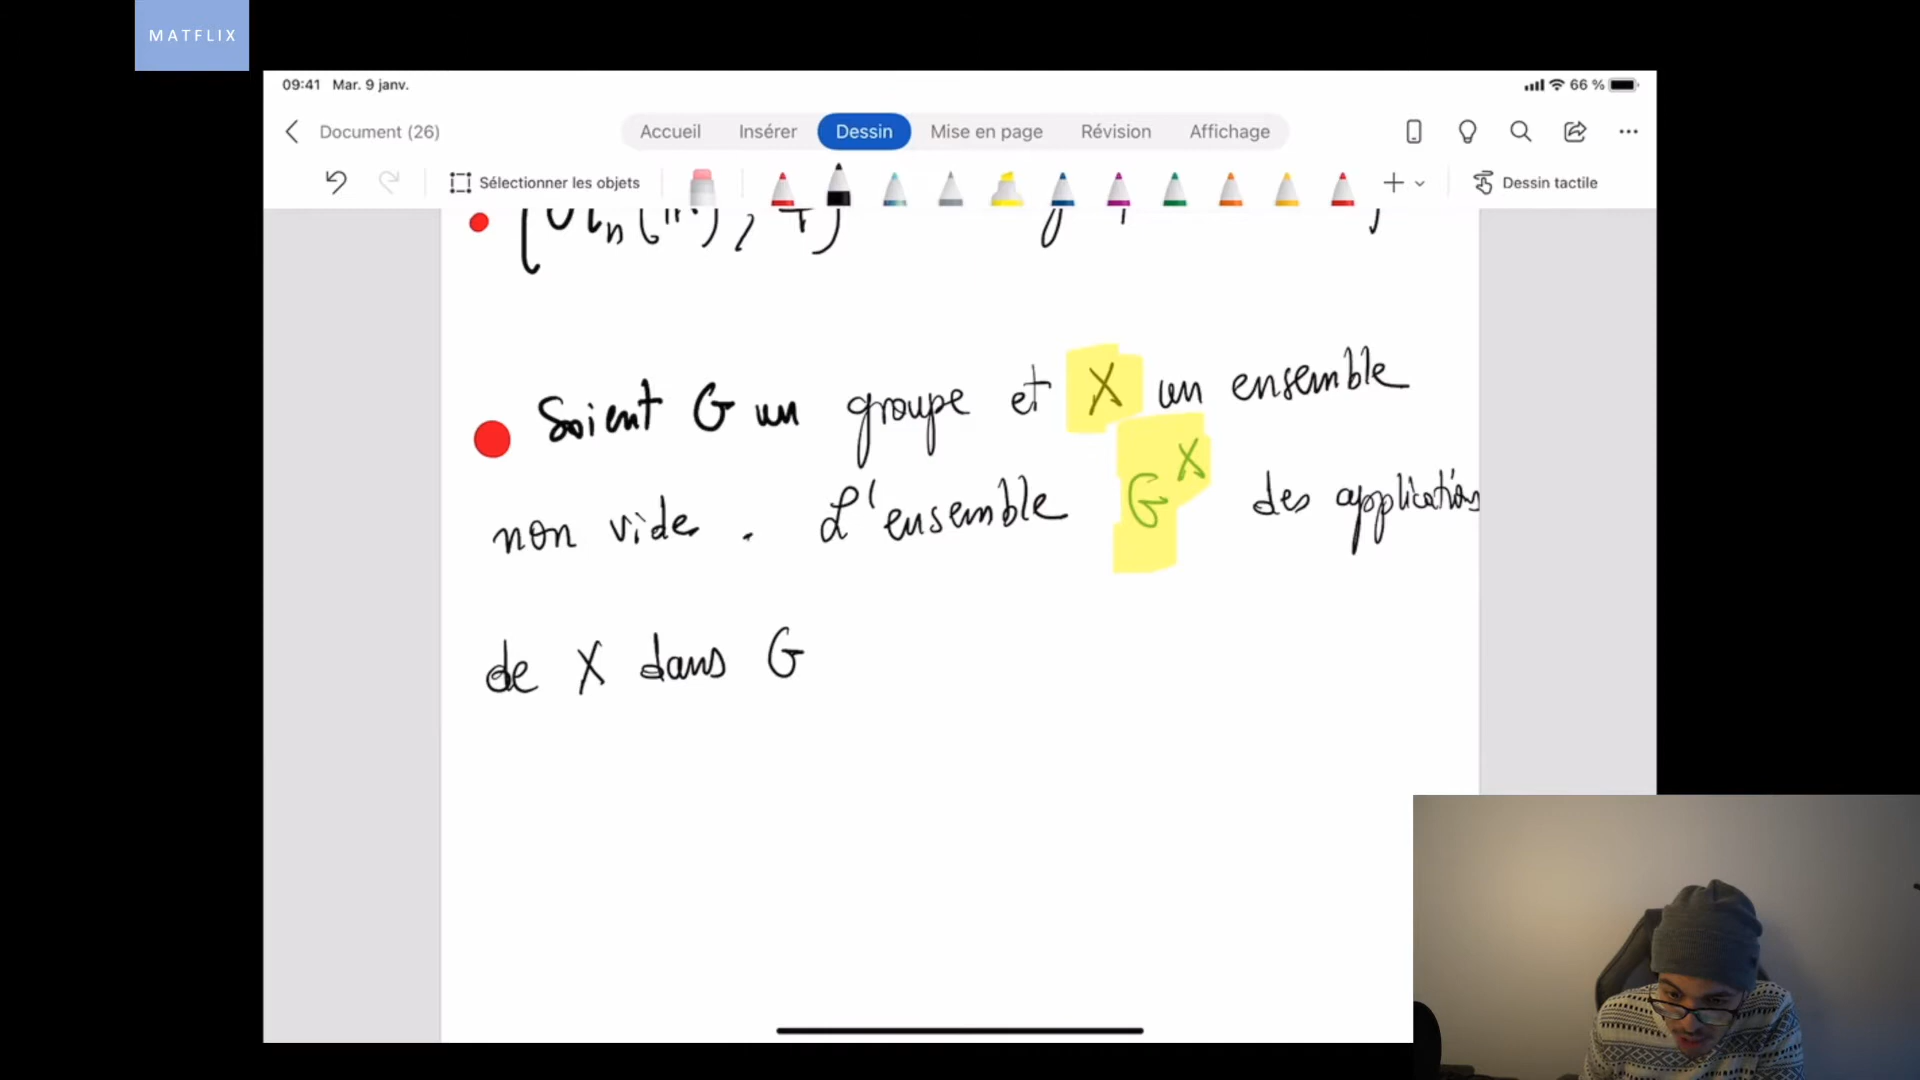 MATFLIX
09:41 Mar. 9 janv.
66 %
Document (26)
Accueil Insérer Dessin Mise en page Révision Affichage
Sélectionner les objets
Dessin tactile
Soient G un groupe et X un ensemble
non vide . L'ensemble G^X des applications
de X dans G